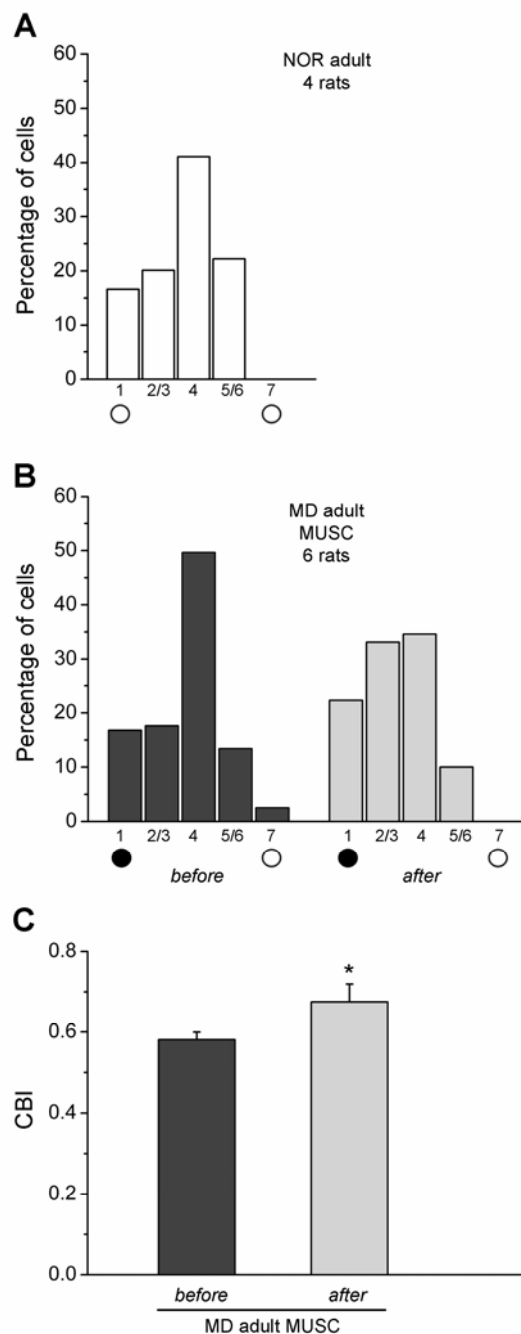 A
NOR adult
4 rats
Percentage of cells
60
50
40
30
20
10
0
1 2/3 4 5/6 7
B
MD adult
MUSC
6 rats
Percentage of cells
60
50
40
30
20
10
0
1 2/3 4 5/6 7 1 2/3 4 5/6 7
before after
C
*
CBI
0.8
0.6
0.4
0.2
0.0
before after
MD adult MUSC